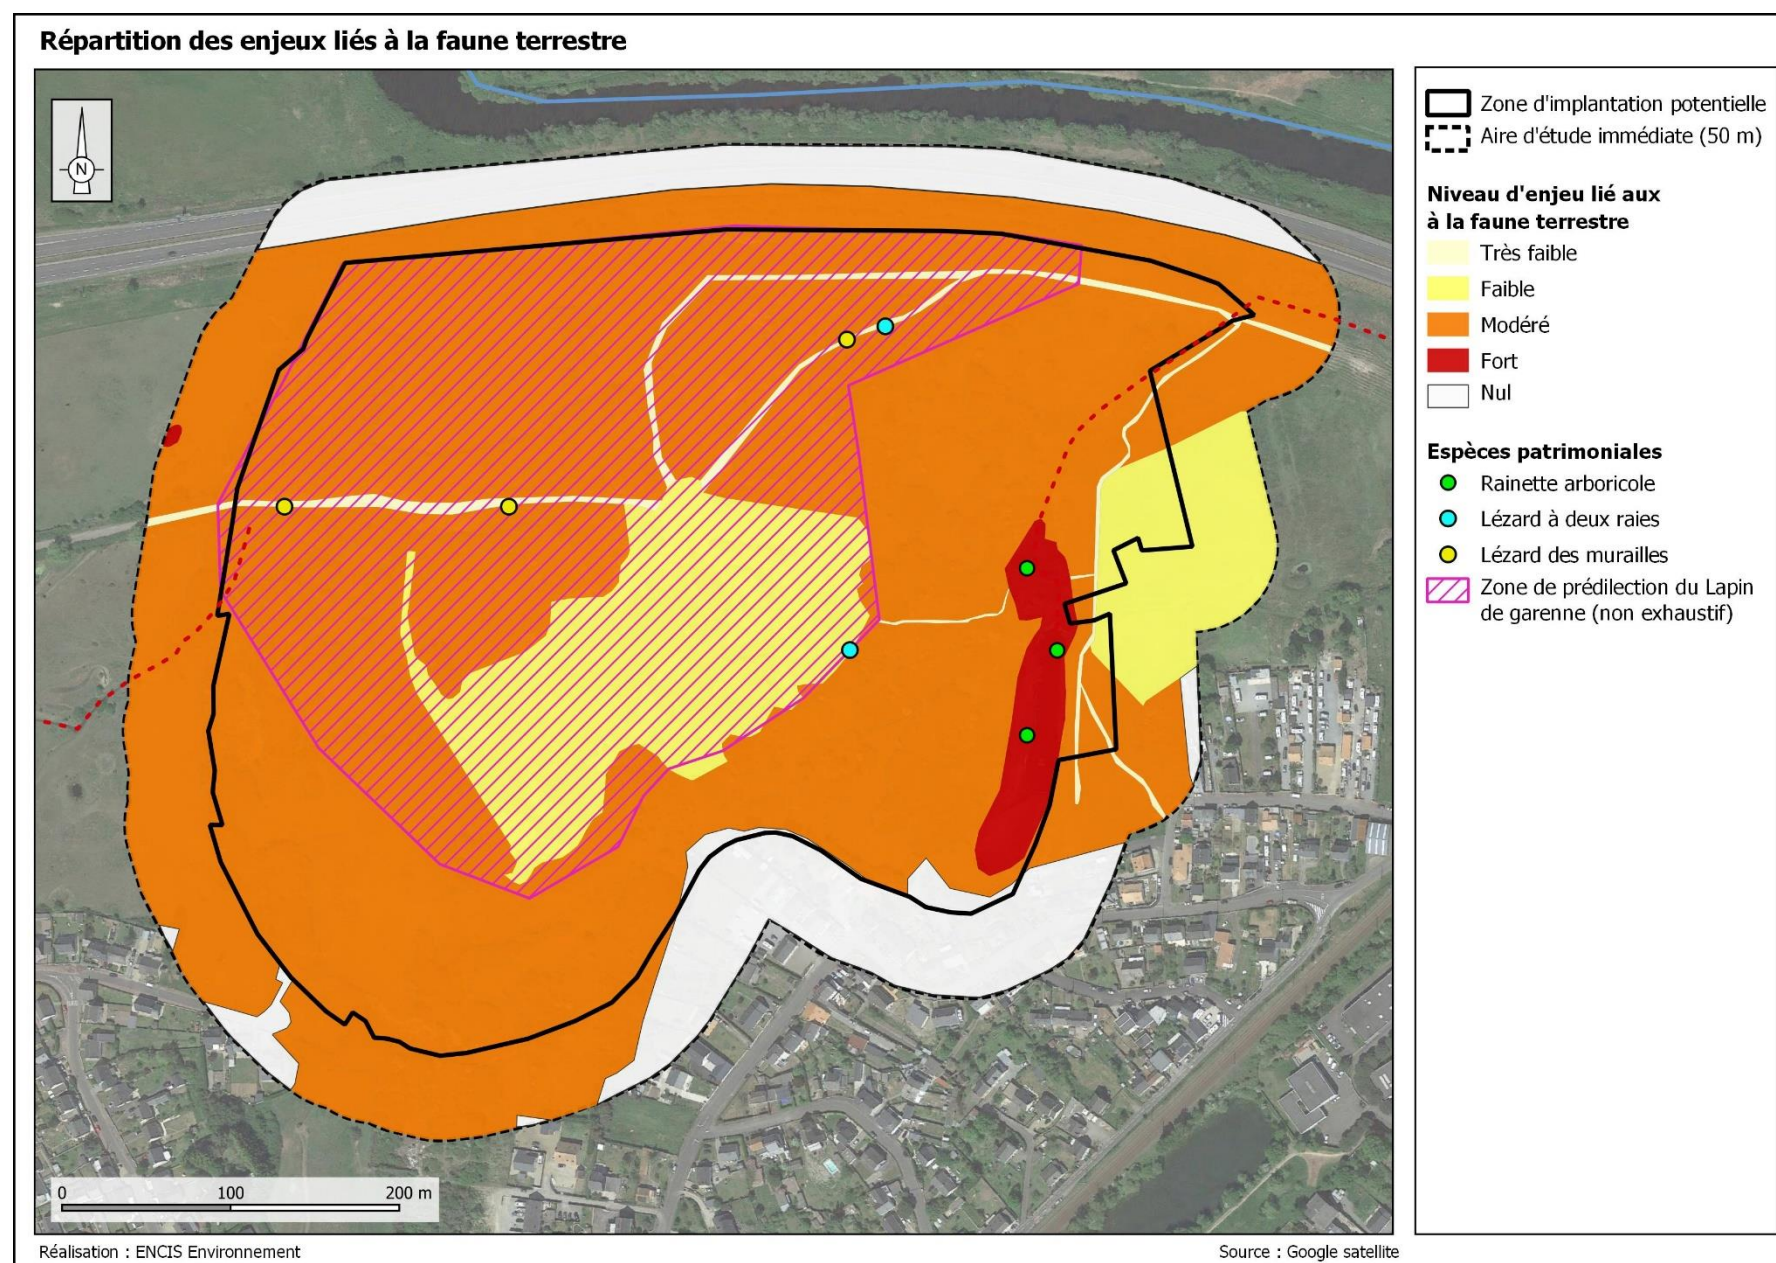 Répartition des enjeux liés à la faune terrestre
N
0 100 200 m
Zone d'implantation potentielle
Aire d'étude immédiate (50 m)
Niveau d'enjeu lié aux
à la faune terrestre
Très faible
Faible
Modéré
Fort
Nul
Espèces patrimoniales
Rainette arboricole
Lézard à deux raies
Lézard des murailles
Zone de prédilection du Lapin
de garenne (non exhaustif)
Réalisation : ENCIS Environnement
Source : Google satellite